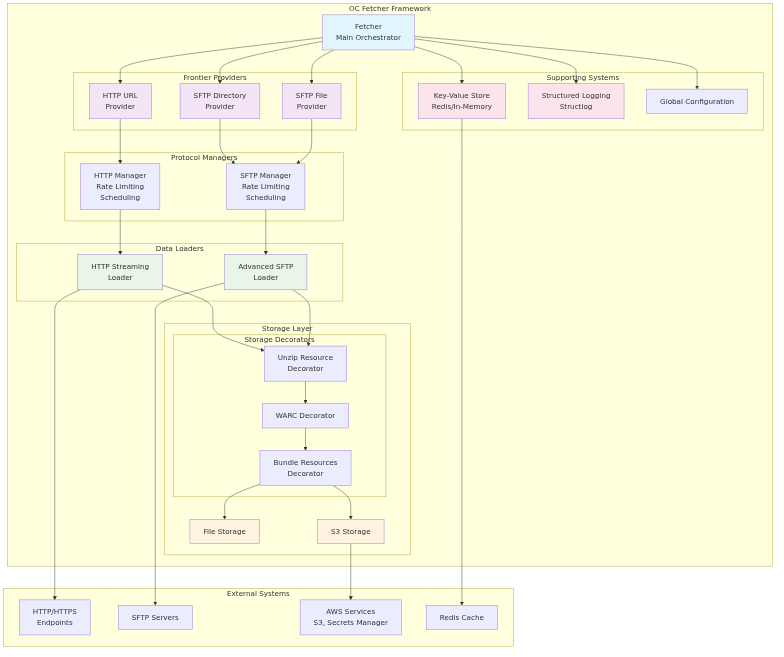 OC Fetcher Framework
Fetcher
Main Orchestrator
Frontier Providers
HTTP URL
Provider
SFTP Directory
Provider
SFTP File
Provider
Supporting Systems
Key-Value Store
Redis/In-Memory
Structured Logging
Structlog
Global Configuration
Protocol Managers
HTTP Manager
Rate Limiting
Scheduling
SFTP Manager
Rate Limiting
Scheduling
Data Loaders
HTTP Streaming
Loader
Advanced SFTP
Loader
Storage Layer
Storage Decorators
Unzip Resource
Decorator
WARC Decorator
Bundle Resources
Decorator
File Storage
S3 Storage
External Systems
HTTP/HTTPS
Endpoints
SFTP Servers
AWS Services
S3, Secrets Manager
Redis Cache